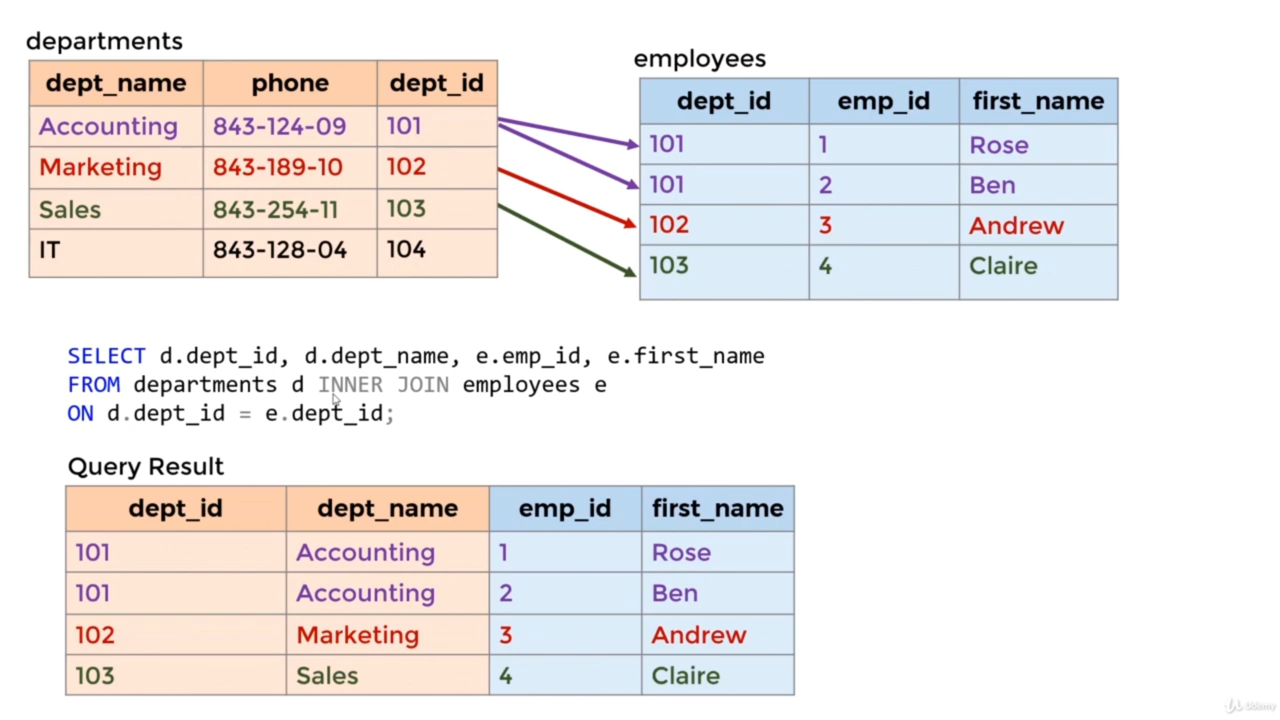 departments
dept_name phone dept_id
Accounting 843-124-09 101
Marketing 843-189-10 102
Sales 843-254-11 103
IT 843-128-04 104
employees
dept_id emp_id first_name
101 1 Rose
101 2 Ben
102 3 Andrew
103 4 Claire
SELECT d.dept_id, d.dept_name, e.emp_id, e.first_name
FROM departments d INNER JOIN employees e
ON d.dept_id = e.dept_id;
Query Result
dept_id dept_name emp_id first_name
101 Accounting 1 Rose
101 Accounting 2 Ben
102 Marketing 3 Andrew
103 Sales 4 Claire
Udemy